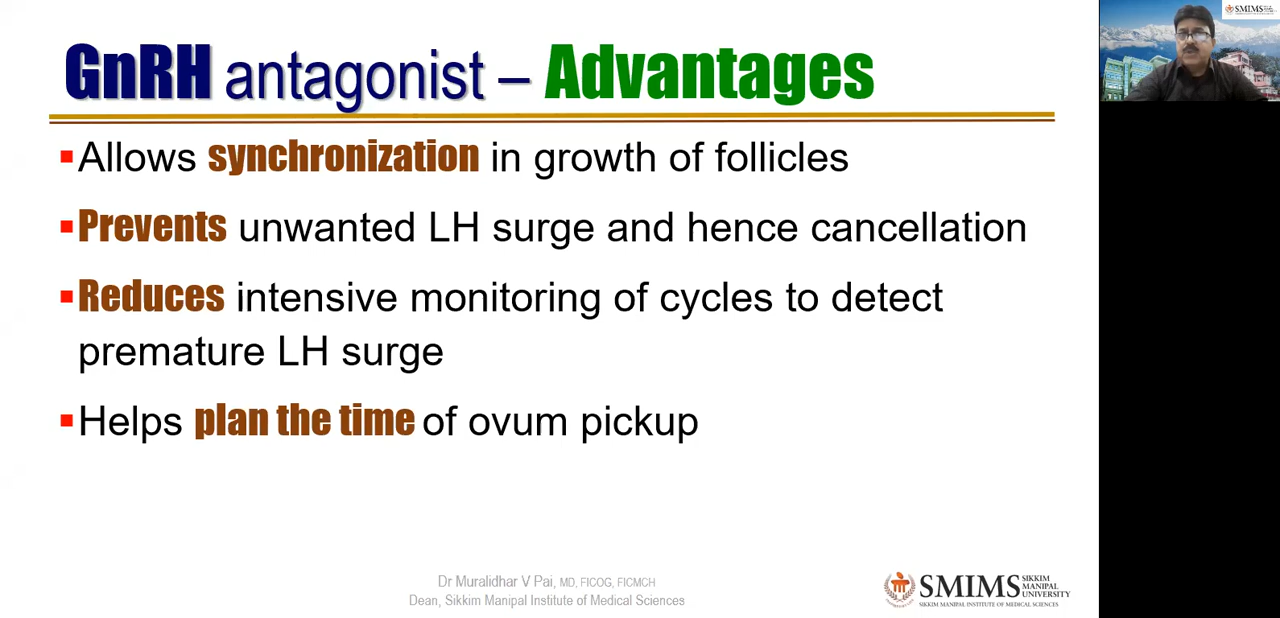 GnRH antagonist – Advantages
Allows synchronization in growth of follicles
Prevents unwanted LH surge and hence cancellation
Reduces intensive monitoring of cycles to detect
premature LH surge
Helps plan the time of ovum pickup
Dr Muralidhar V Pai, MD, FICOG, FICMCH
Dean, Sikkim Manipal Institute of Medical Sciences
SMIMS SIKKIM
MANIPAL
UNIVERSITY
SIKKIM MANIPAL INSTITUTE OF MEDICAL SCIENCES
SMIMS